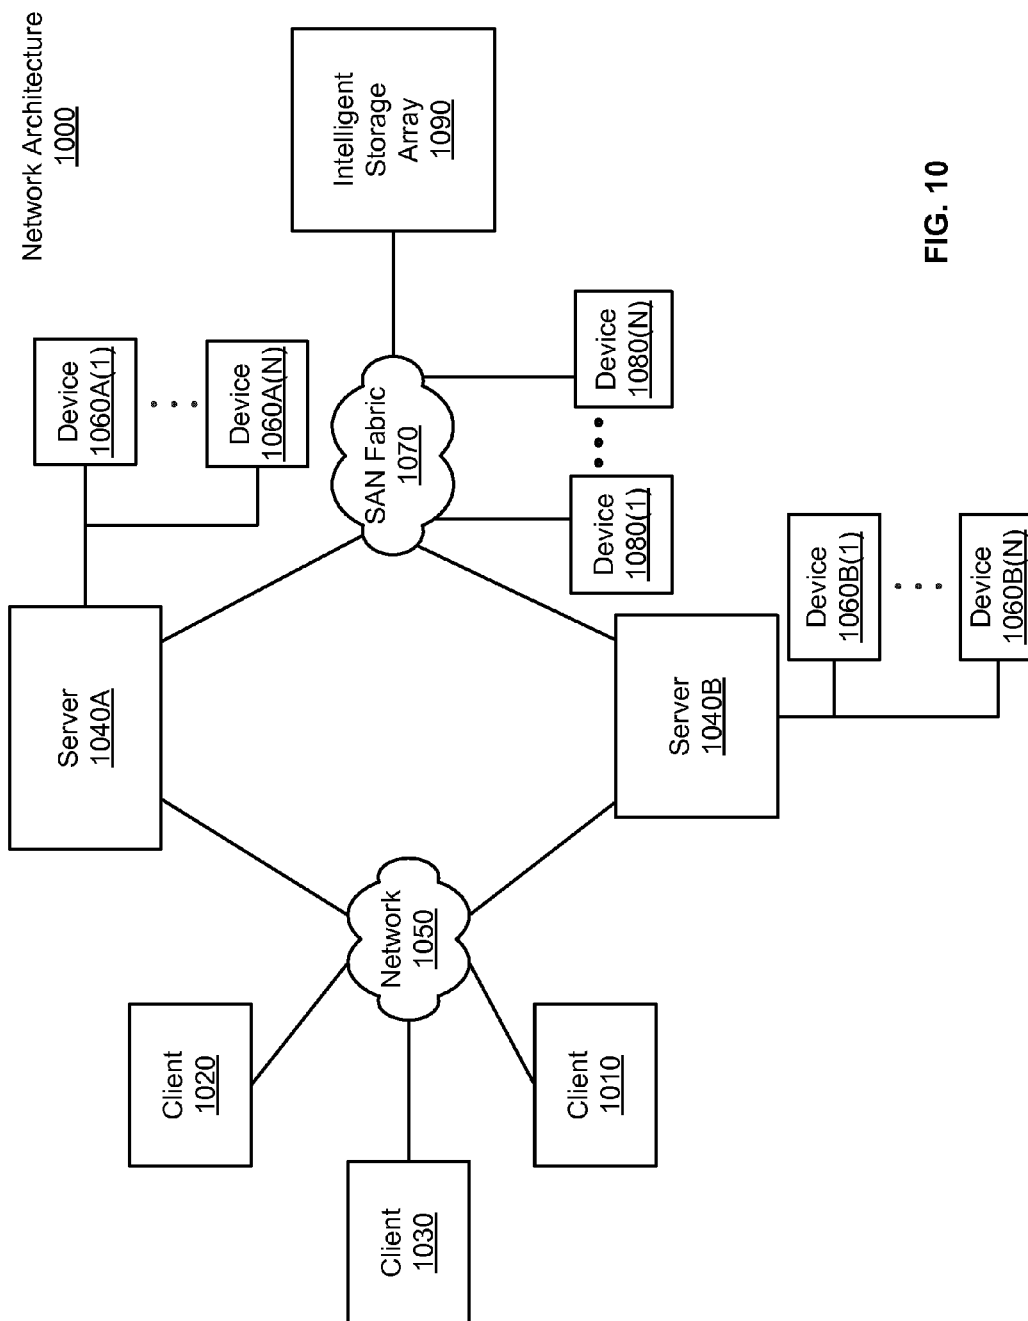 Network Architecture
1000
Client
1020
Client
1030
Client
1010
Network
1050
Server
1040A
Server
1040B
Device
1060A(1)
Device
1060A(N)
SAN Fabric
1070
Device
1080(1)
Device
1080(N)
Device
1060B(1)
Device
1060B(N)
Intelligent
Storage
Array
1090
FIG. 10